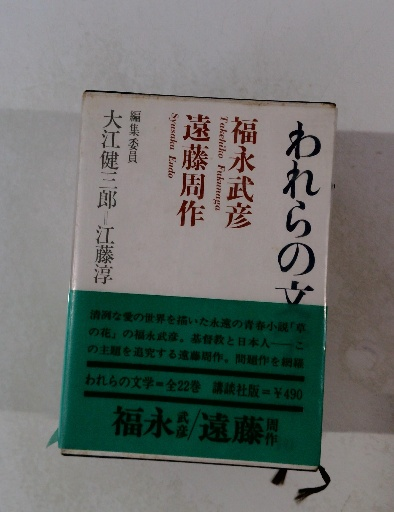 われらの文
福永武彦
Takehiko Fukunaga
遠藤周作
Syusaku Endo
編集委員
大江健三郎＝江藤淳
清冽な愛の世界を描いた永遠の青春小説「草
の花」の福永武彦。基督教と日本人――こ
の主題を追究する遠藤周作。問題作を網羅
われらの文学＝全22巻 講談社版＝￥490
福永武彦/遠藤周作